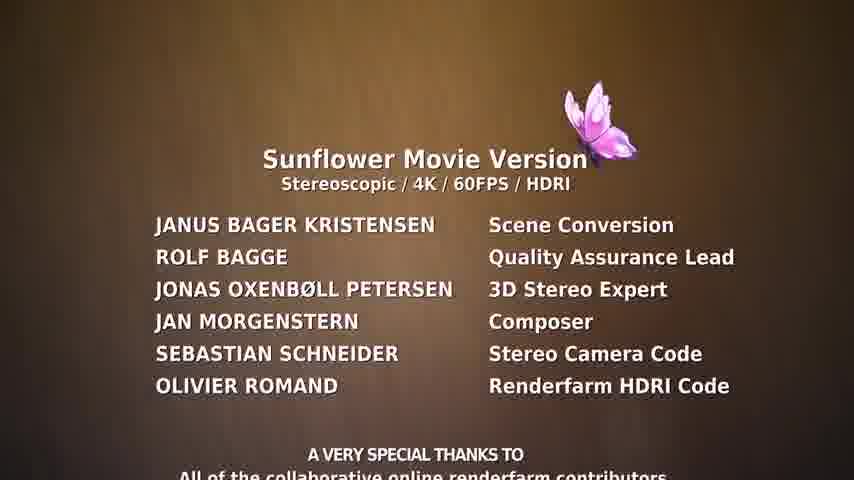 Sunflower Movie Version
Stereoscopic / 4K / 60FPS / HDRI
JANUS BAGER KRISTENSEN Scene Conversion
ROLF BAGGE Quality Assurance Lead
JONAS OXENBØLL PETERSEN 3D Stereo Expert
JAN MORGENSTERN Composer
SEBASTIAN SCHNEIDER Stereo Camera Code
OLIVIER ROMAND Renderfarm HDRI Code
A VERY SPECIAL THANKS TO
All of the collaborative online renderfarm contributors